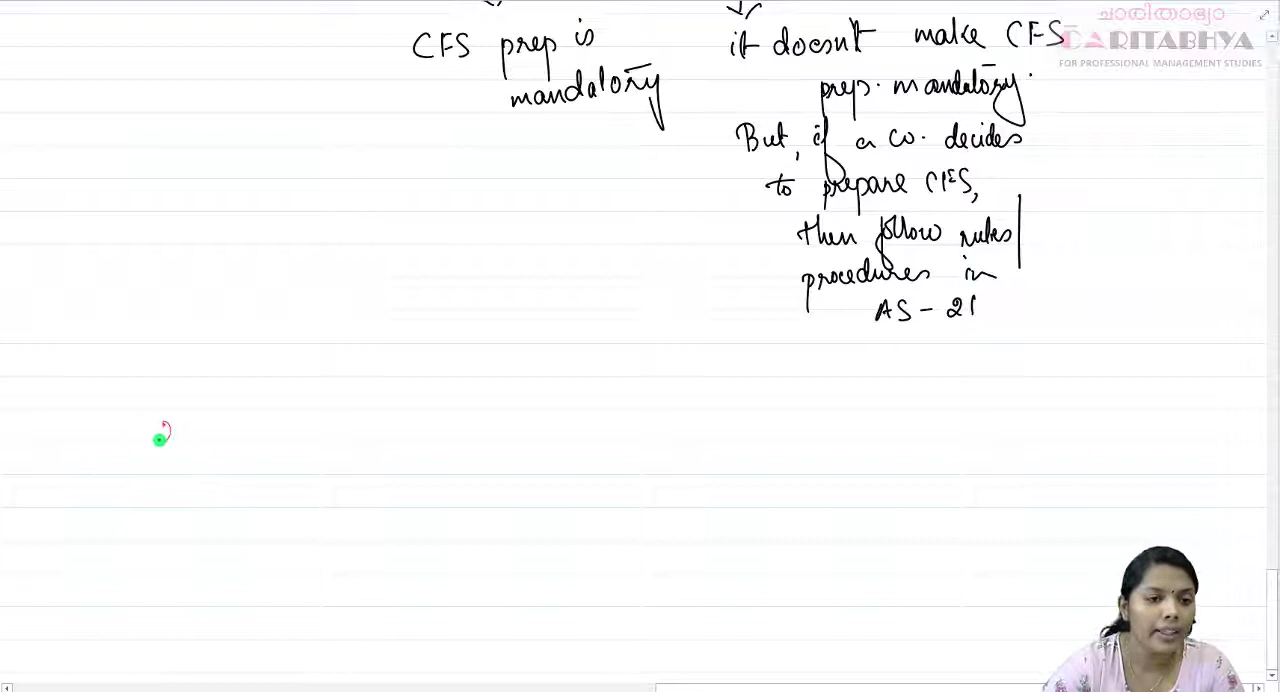 CFS prep is
mandatory
it doesn't make CFS
prep. mandatory.
But, if a co. decides
to prepare CFS,
then follow rules
procedures in
AS - 21
ചാരിതാഭ്യാ
CARITABHYA
FOR PROFESSIONAL MANAGEMENT STUDIES